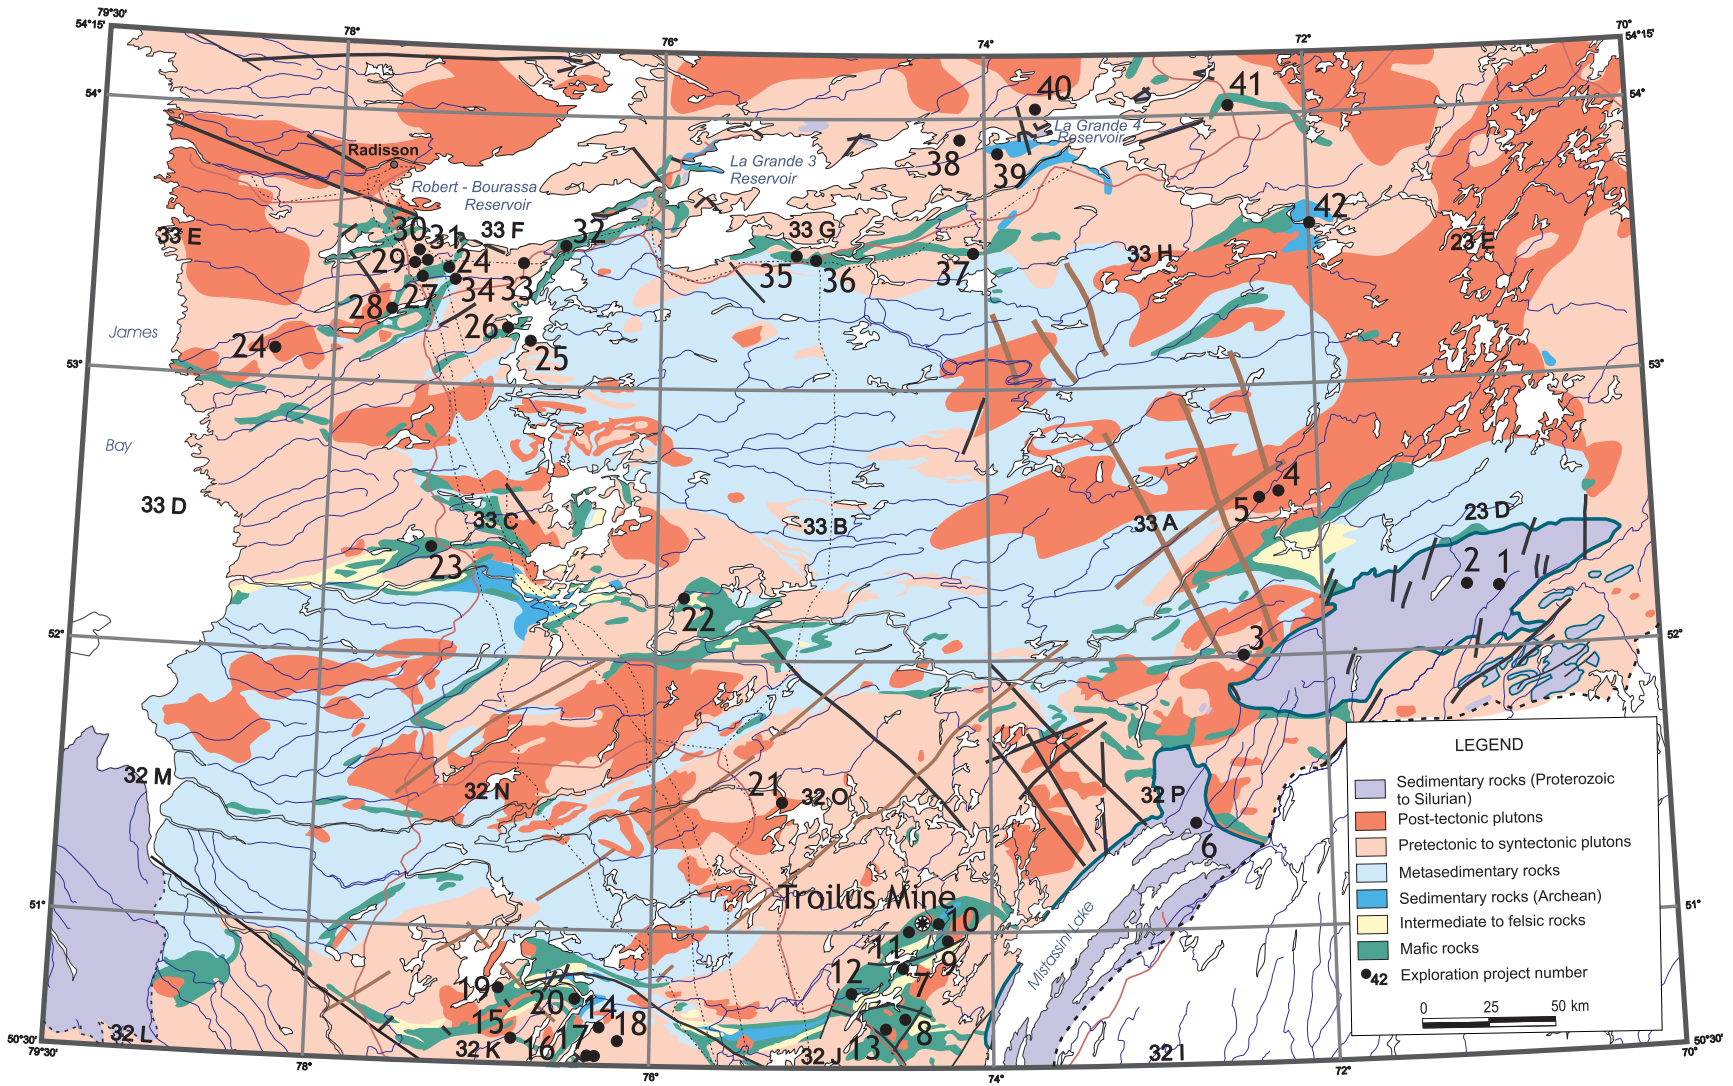 79°30'
54°15'
78°
76°
74°
72°
70°
54°15'
54°
54°
40
41
La Grande 4
Reservoir
Radisson
La Grande 3
Reservoir
38
39
Robert - Bourassa
Reservoir
42
33 E
30
31
33 F
32
33 G
33 H
23 E
29
24
35
36
37
28
27
34
33
26
James
24
25
53°
53°
Bay
4
5
33 D
33 C
33 B
33 A
23 D
23
2
1
22
52°
52°
3
32 M
32 N
21
32 O
32 P
6
LEGEND
Sedimentary rocks (Proterozoic
to Silurian)
Post-tectonic plutons
Pretectonic to syntectonic plutons
Metasedimentary rocks
Sedimentary rocks (Archean)
Intermediate to felsic rocks
Mafic rocks
42 Exploration project number
0 25 50 km
51°
51°
Troilus Mine
10
11
9
Mistassini Lake
12
7
19
20
14
15
17
18
8
16
13
32 L
32 K
32 J
32 I
50°30'
79°30'
78°
76°
74°
72°
50°30'
70°